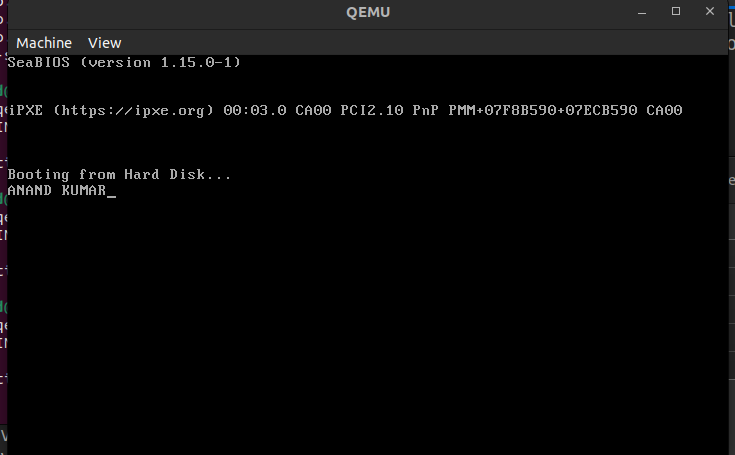 QEMU
Machine View
SeaBIOS (version 1.15.0-1)
iPXE (https://ipxe.org) 00:03.0 CA00 PCI2.10 PnP PMM+07F8B590+07ECB590 CA00
Booting from Hard Disk...
ANAND KUMAR_